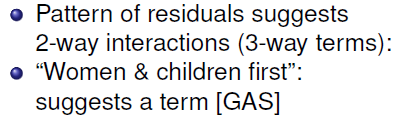 Pattern of residuals suggests
2-way interactions (3-way terms):
“Women & children first”:
suggests a term [GAS]